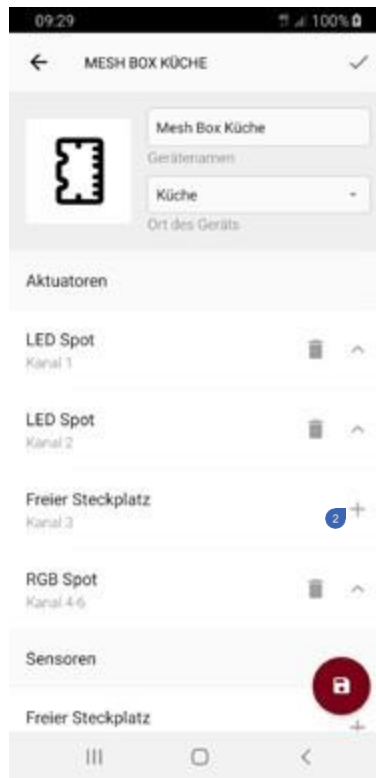 09:29 100%
MESH BOX KÜCHE
Mesh Box Küche
Gerätenamen
Küche
Ort des Geräts
Aktuatoren
LED Spot
Kanal 1
LED Spot
Kanal 2
Freier Steckplatz
Kanal 3
2
RGB Spot
Kanal 4-6
Sensoren
Freier Steckplatz